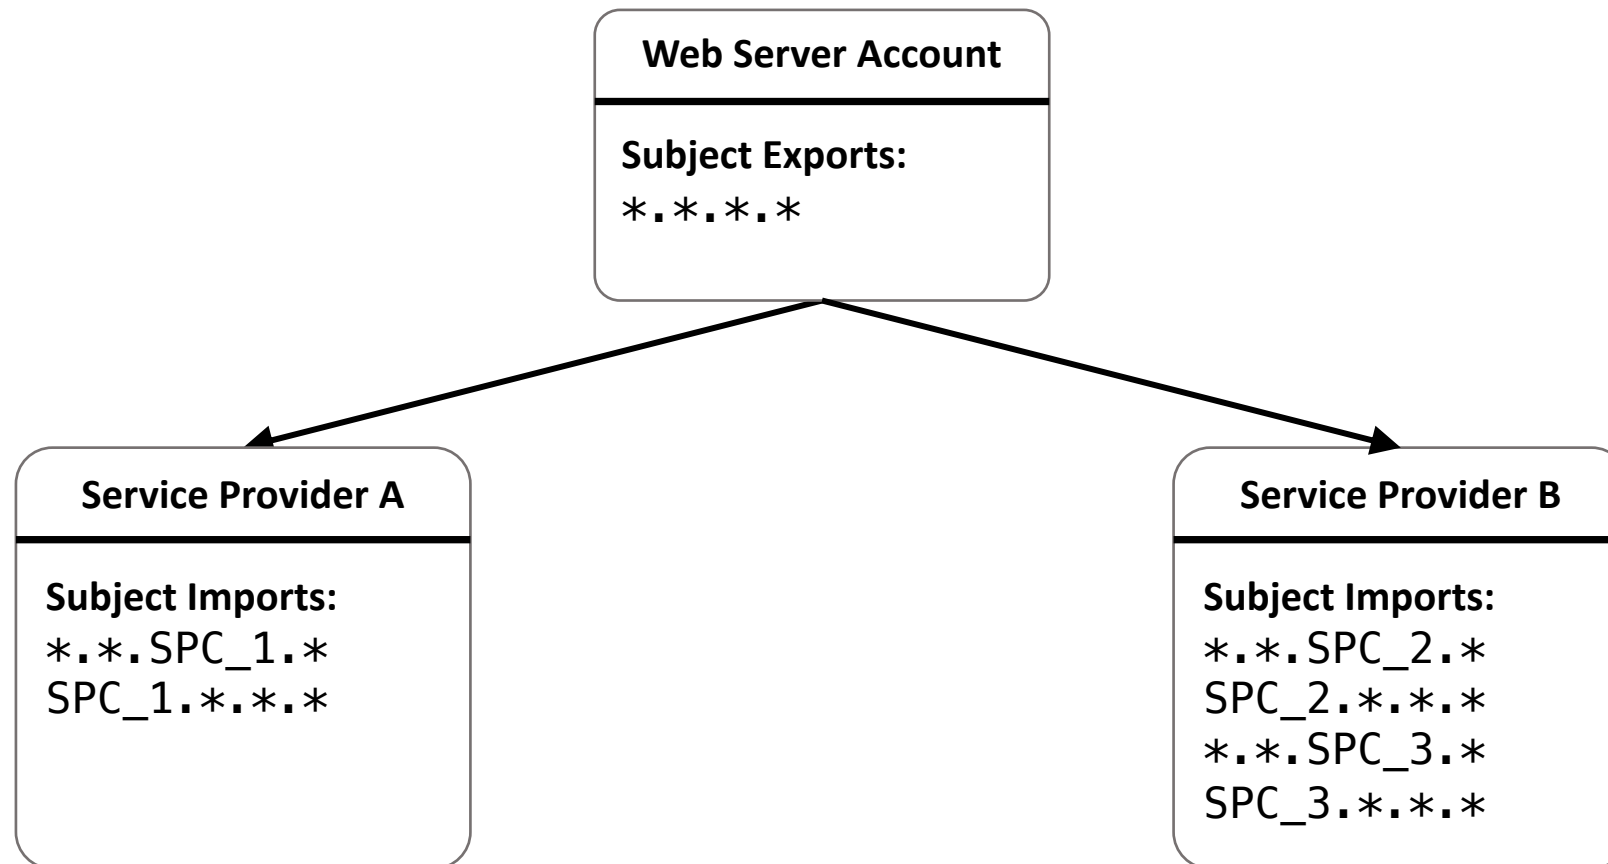 Web Server Account
Subject Exports:
*.*.*.*
Service Provider A
Subject Imports:
*.*.SPC_1.*
SPC_1.*.*.*
Service Provider B
Subject Imports:
*.*.SPC_2.*
SPC_2.*.*.*
*.*.SPC_3.*
SPC_3.*.*.*